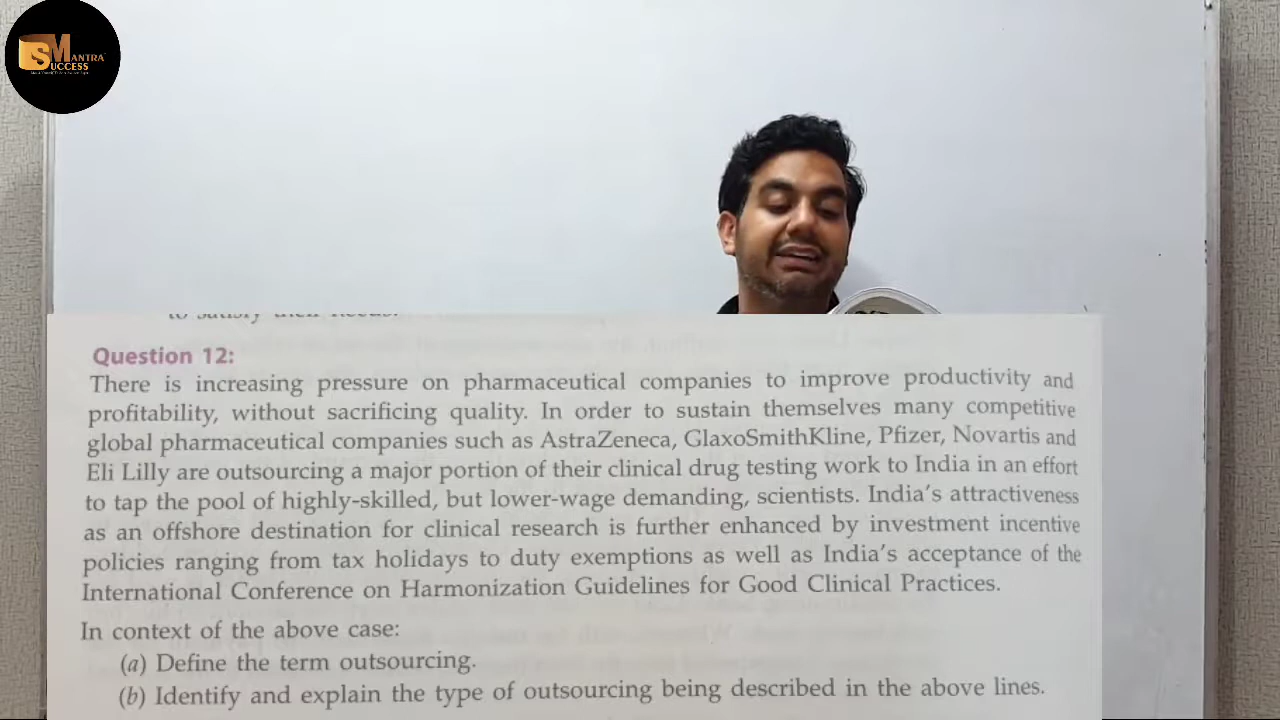 MANTRA
SUCCESS
to satisfy their needs.
Question 12:
There is increasing pressure on pharmaceutical companies to improve productivity and
profitability, without sacrificing quality. In order to sustain themselves many competitive
global pharmaceutical companies such as AstraZeneca, GlaxoSmithKline, Pfizer, Novartis and
Eli Lilly are outsourcing a major portion of their clinical drug testing work to India in an effort
to tap the pool of highly-skilled, but lower-wage demanding, scientists. India's attractiveness
as an offshore destination for clinical research is further enhanced by investment incentive
policies ranging from tax holidays to duty exemptions as well as India's acceptance of the
International Conference on Harmonization Guidelines for Good Clinical Practices.
In context of the above case:
(a) Define the term outsourcing.
(b) Identify and explain the type of outsourcing being described in the above lines.